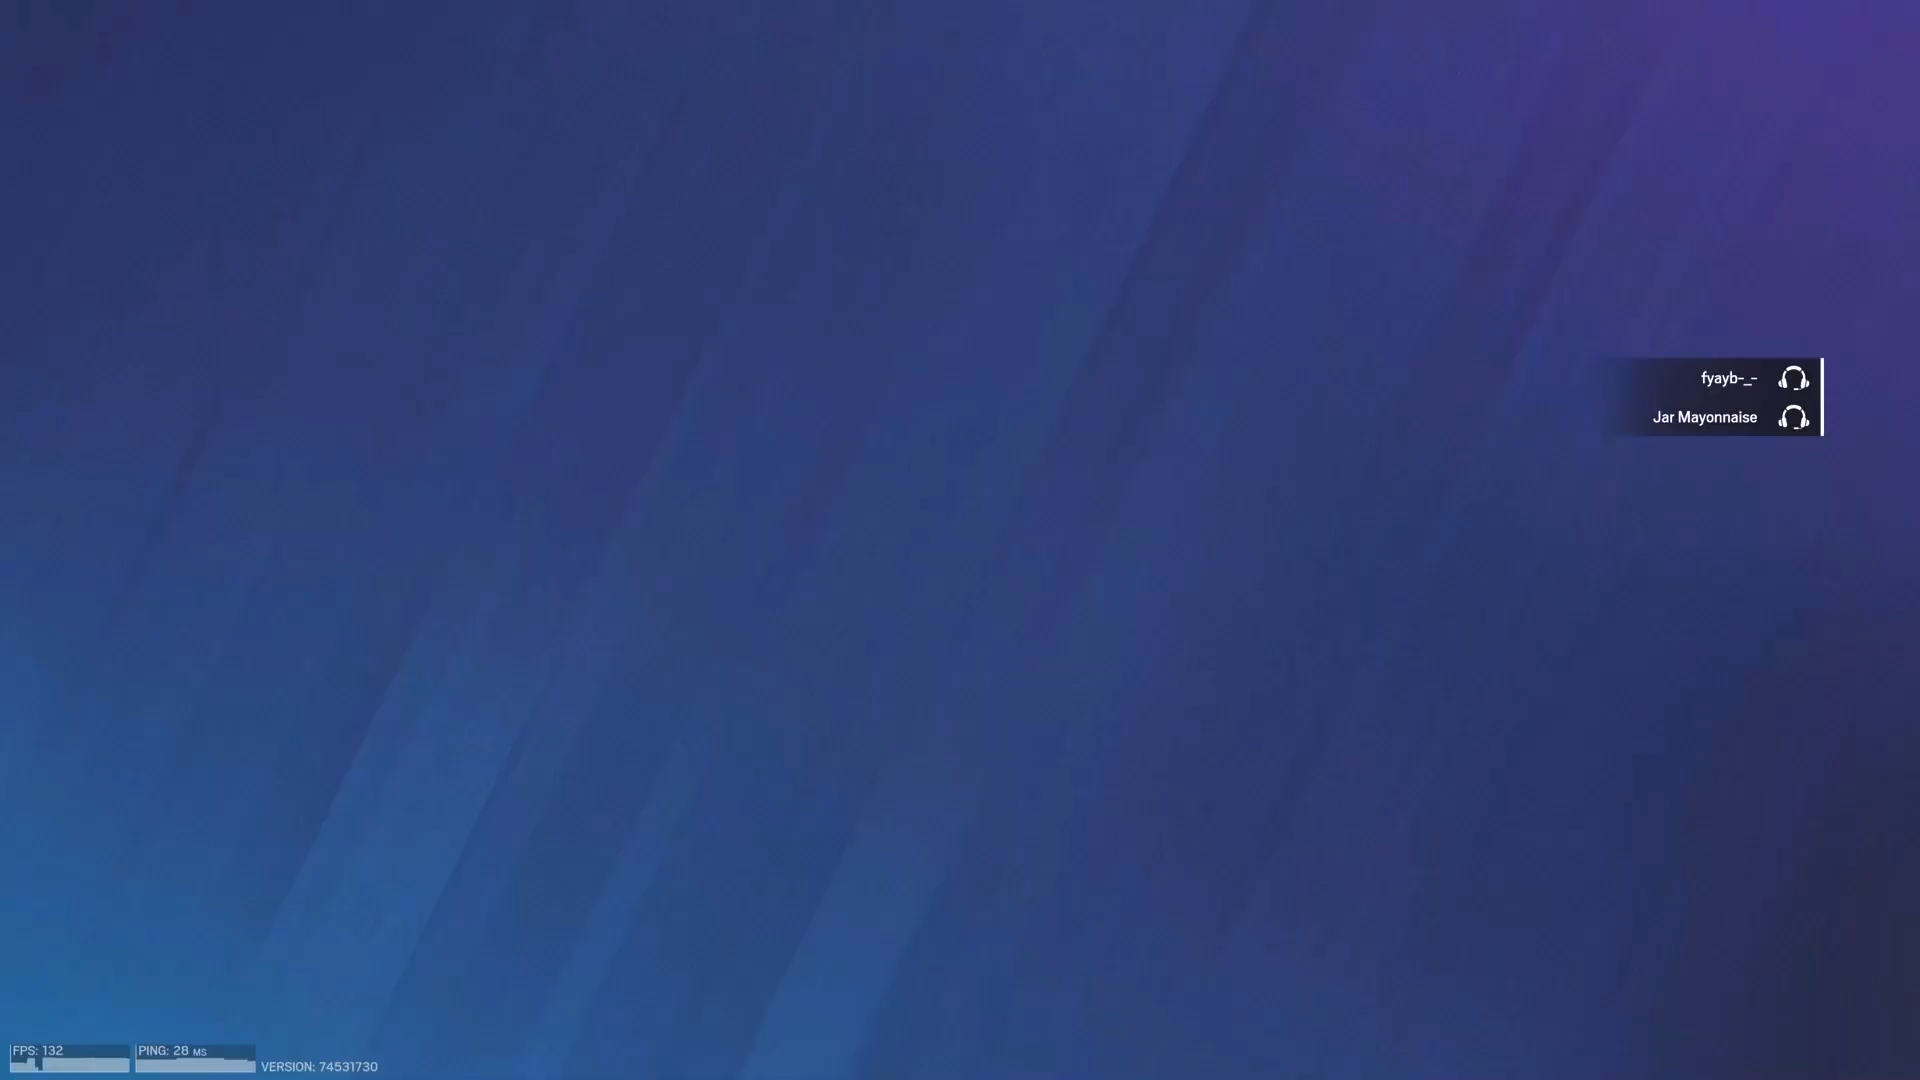 fyayb-_-
Jar Mayonnaise
FPS: 132
PING: 28 MS
VERSION: 74531730